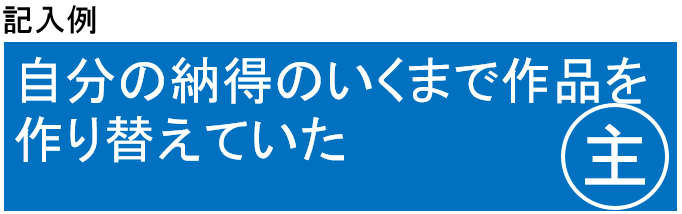 記入例
自分の納得のいくまで作品を
作り替えていた
主